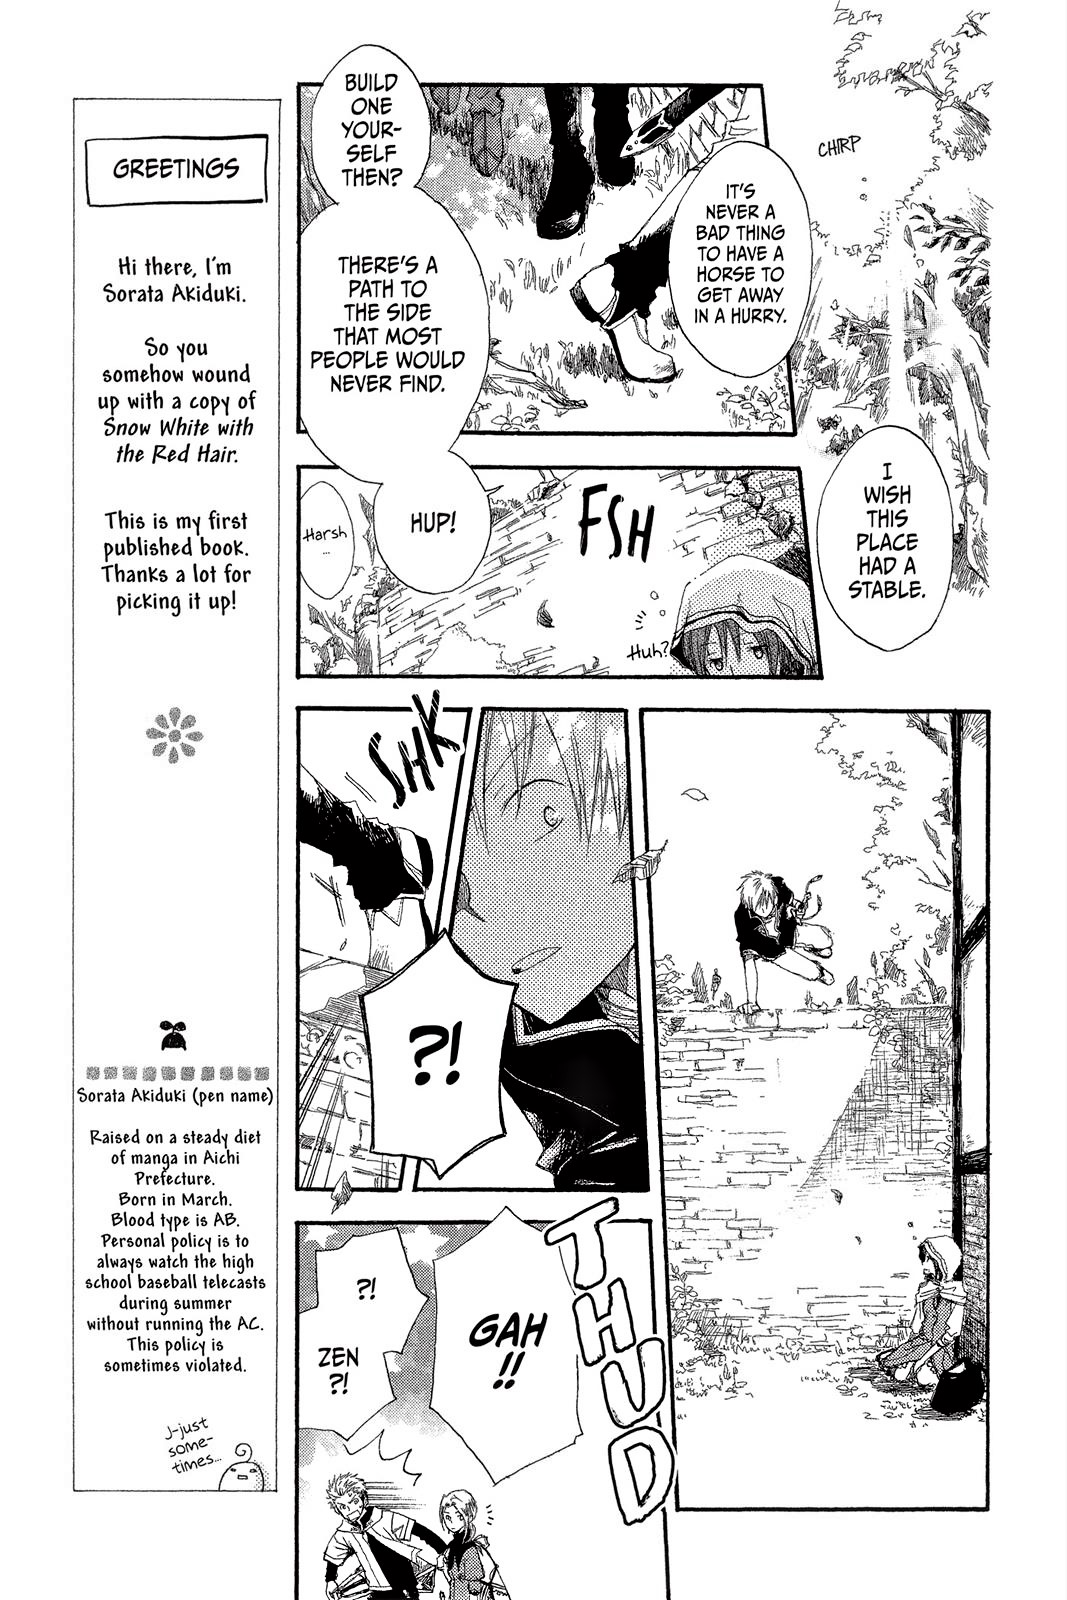 GREETINGS
Hi there, I'm
Sorata Akiduki.
So you
somehow wound
up with a copy of
Snow White with
the Red Hair.
This is my first
published book.
Thanks a lot for
picking it up!
Sorata Akiduki (pen name)
Raised on a steady diet
of manga in Aichi
Prefecture.
Born in March.
Blood type is AB.
Personal policy is to
always watch the high
school baseball telecasts
during summer
without running the AC.
This policy is
sometimes violated.
J-just
some-
times...
CHIRP
I
WISH
THIS
PLACE
HAD A
STABLE.
IT'S
NEVER A
BAD THING
TO HAVE A
HORSE TO
GET AWAY
IN A HURRY.
BUILD
ONE
YOUR-
SELF
THEN?
THERE'S A
PATH TO
THE SIDE
THAT MOST
PEOPLE WOULD
NEVER FIND.
HUP!
Harsh
...
FSH
Huh?
SHK
?!
THUD
GAH
!!
?!
ZEN
?!